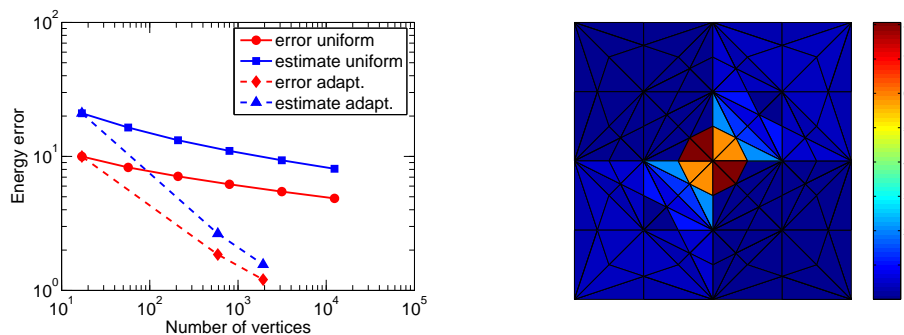 10^2
10^1
10^0
Energy error
error uniform
estimate uniform
error adapt.
estimate adapt.
10^1 10^2 10^3 10^4 10^5
Number of vertices